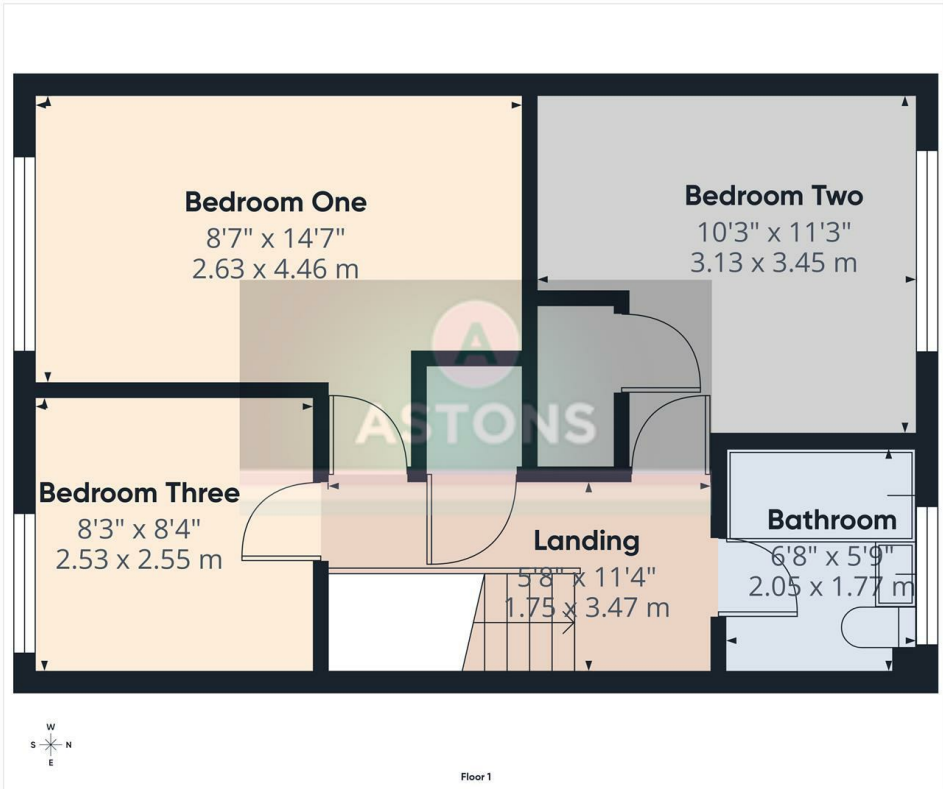 Bedroom One
8'7" x 14'7"
2.63 x 4.46 m
Bedroom Two
10'3" x 11'3"
3.13 x 3.45 m
A
ASTONS
Bedroom Three
8'3" x 8'4"
2.53 x 2.55 m
Landing
5'8" x 11'4"
1.75 x 3.47 m
Bathroom
6'8" x 5'9"
2.05 x 1.77 m
W
S N
E
Floor 1